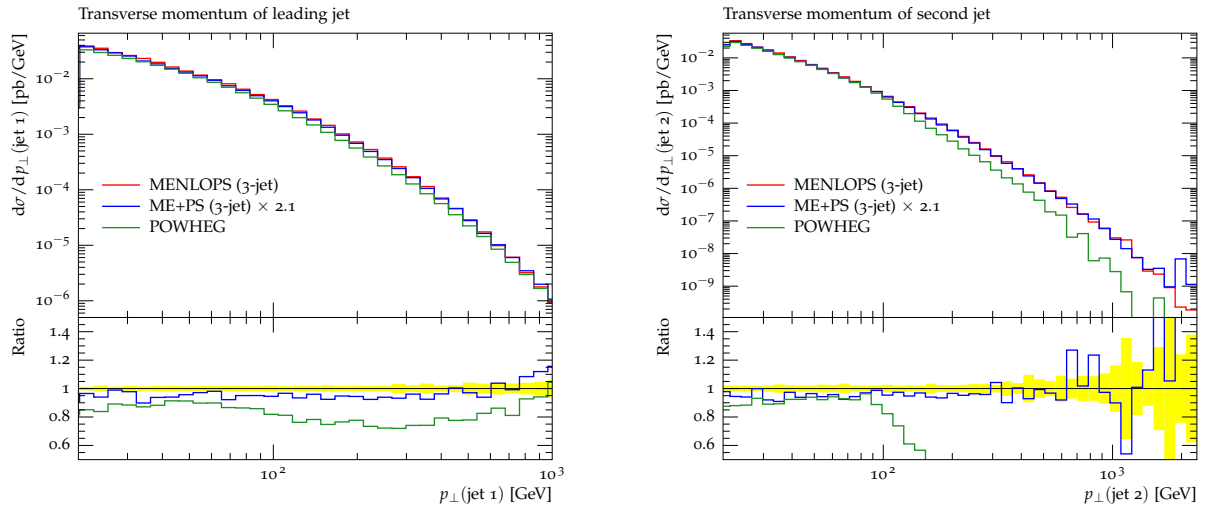 Transverse momentum of leading jet
dσ/dp⊥(jet 1) [pb/GeV]
10⁻²
10⁻³
10⁻⁴
10⁻⁵
10⁻⁶
MENLOPS (3-jet)
ME+PS (3-jet) × 2.1
POWHEG
Ratio
1.4
1.2
1
0.8
0.6
10²
10³
p⊥(jet 1) [GeV]
Transverse momentum of second jet
dσ/dp⊥(jet 2) [pb/GeV]
10⁻²
10⁻³
10⁻⁴
10⁻⁵
10⁻⁶
10⁻⁷
10⁻⁸
10⁻⁹
MENLOPS (3-jet)
ME+PS (3-jet) × 2.1
POWHEG
Ratio
1.4
1.2
1
0.8
0.6
10²
10³
p⊥(jet 2) [GeV]